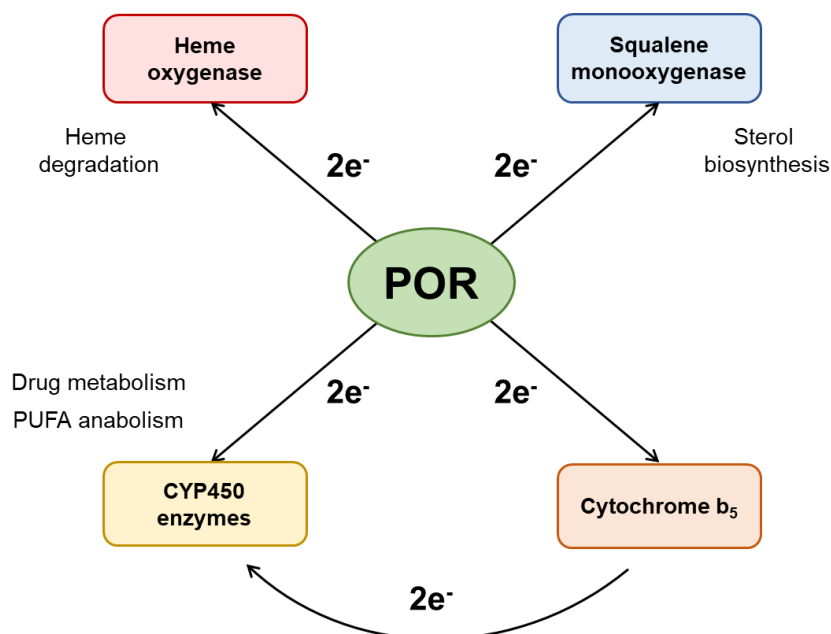 Heme
oxygenase
Squalene
monooxygenase
Heme
degradation
2e⁻
2e⁻
Sterol
biosynthesis
POR
Drug metabolism
PUFA anabolism
2e⁻
2e⁻
CYP450
enzymes
Cytochrome b₅
2e⁻